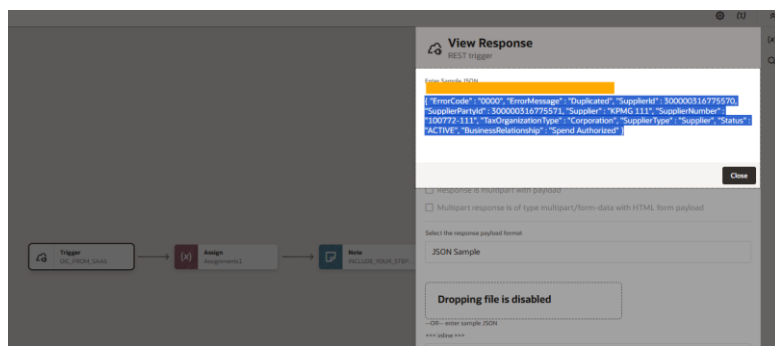 View Response
REST trigger
Enter Sample JSON
{ "ErrorCode" : "0000", "ErrorMessage" : "Duplicated", "SupplierId" : 300000316775570,
"SupplierPartyId" : 300000316775571, "Supplier" : "KPMG 111", "SupplierNumber" :
"100772-111", "TaxOrganizationType" : "Corporation", "SupplierType" : "Supplier", "Status" :
"ACTIVE", "BusinessRelationship" : "Spend Authorized" }
Close
Response is multipart with payload
Multipart response is of type multipart/form-data with HTML form payload
Select the response payload format
JSON Sample
Trigger
OIC_FROM_SAAS
Assign
Assignments1
Note
INCLUDE_YOUR_STEP...
Dropping file is disabled
--OR-- enter sample JSON
<<< inline >>>